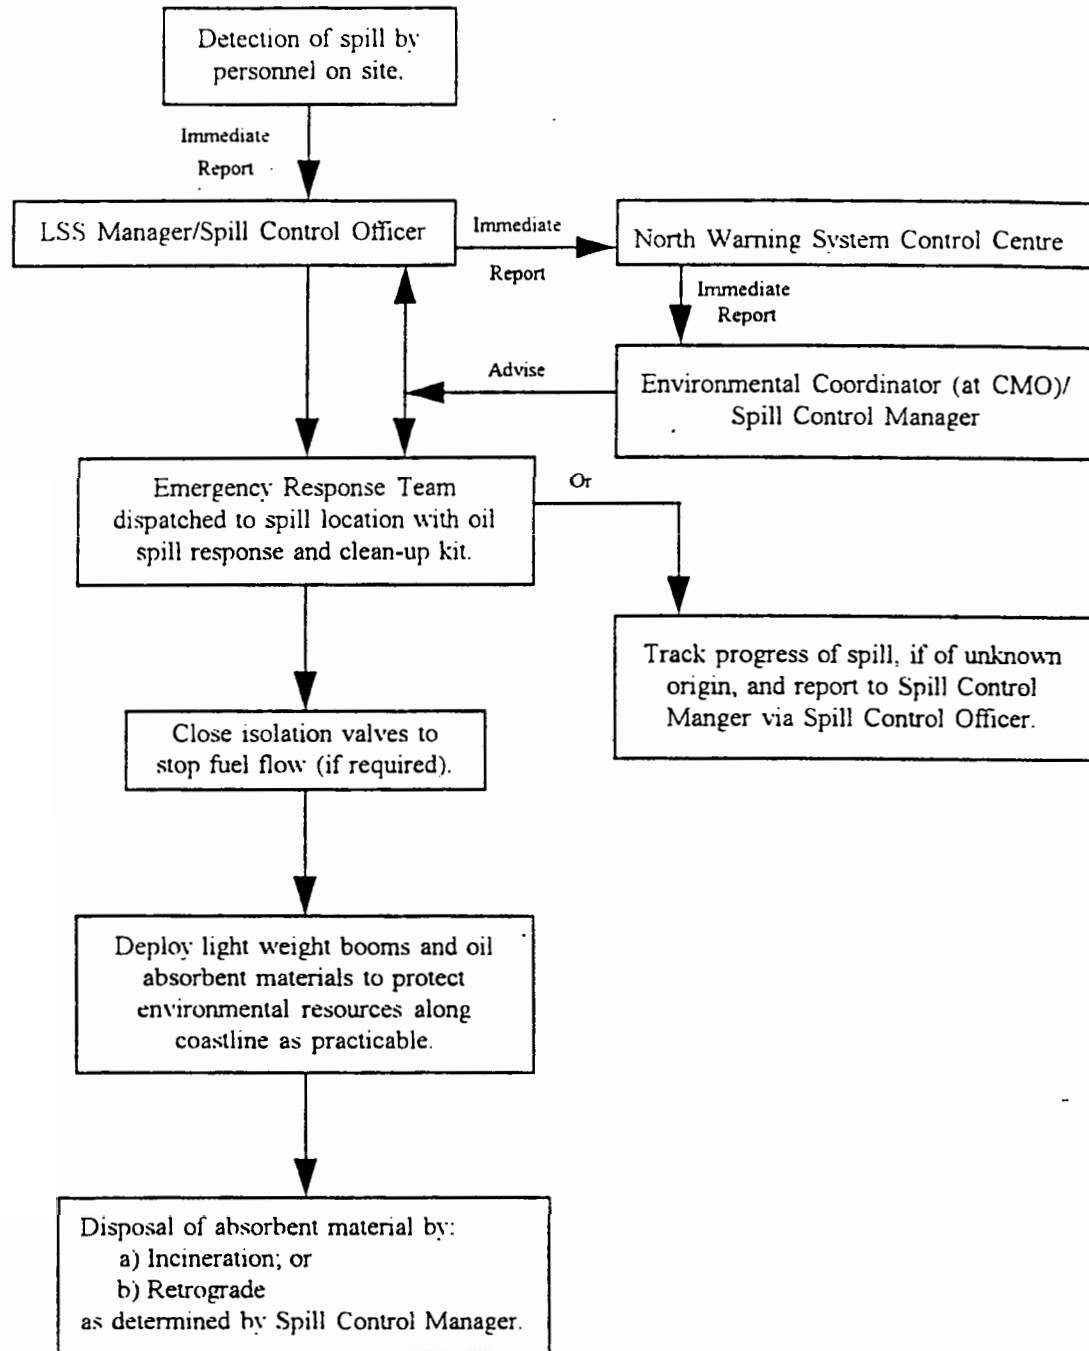 Detection of spill by
personnel on site.
Immediate
Report
LSS Manager/Spill Control Officer
Immediate
Report
North Warning System Control Centre
Immediate
Report
Environmental Coordinator (at CMO)/
Spill Control Manager
Advise
Emergency Response Team
dispatched to spill location with oil
spill response and clean-up kit.
Or
Track progress of spill, if of unknown
origin, and report to Spill Control
Manger via Spill Control Officer.
Close isolation valves to
stop fuel flow (if required).
Deploy light weight booms and oil
absorbent materials to protect
environmental resources along
coastline as practicable.
Disposal of absorbent material by:
a) Incineration; or
b) Retrograde
as determined by Spill Control Manager.